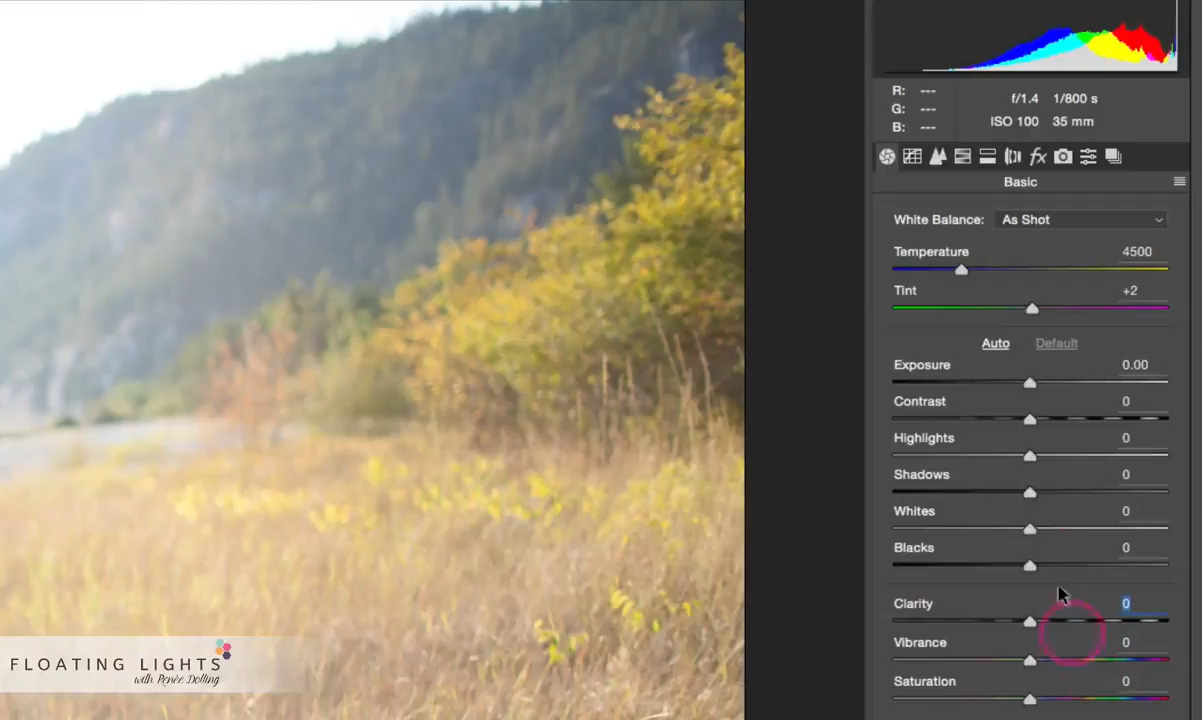 R: ---
G: ---
B: ---
f/1.4 1/800 s
ISO 100 35 mm
fx
Basic
White Balance: As Shot
Temperature 4500
Tint +2
Auto Default
Exposure 0.00
Contrast 0
Highlights 0
Shadows 0
Whites 0
Blacks 0
Clarity 0
Vibrance 0
Saturation 0
FLOATING LIGHTS
with Renée Dolling